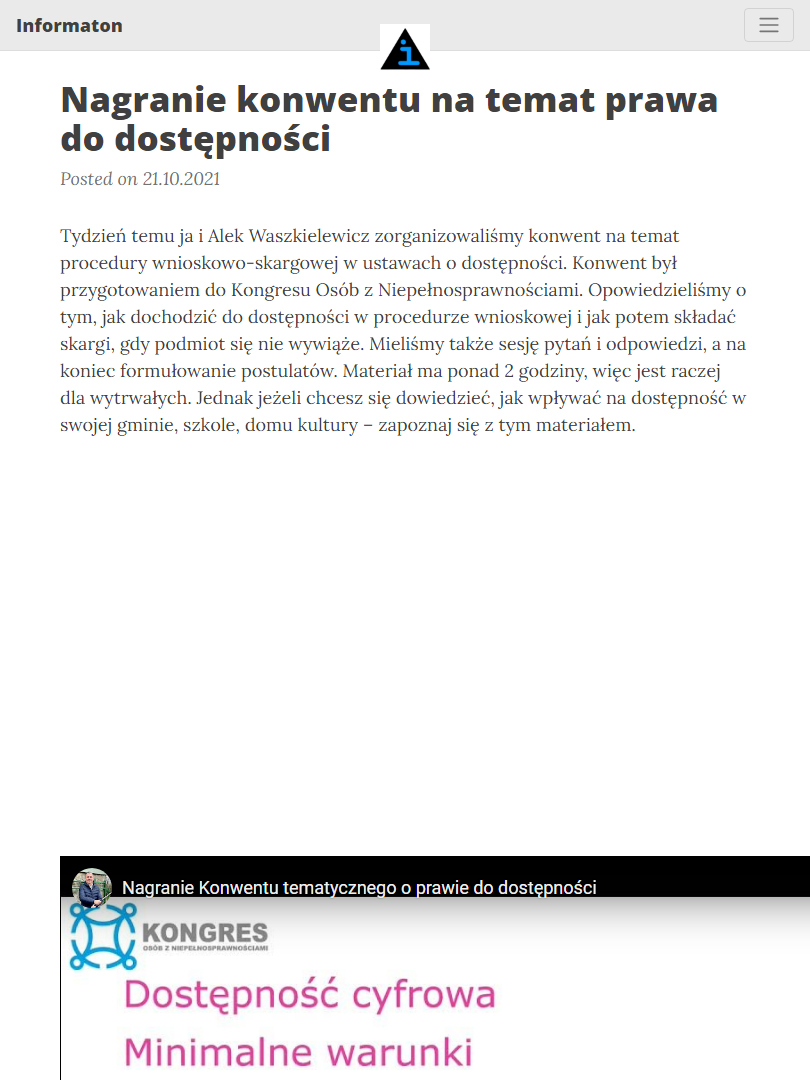 Informaton
i
Nagranie konwentu na temat prawa
do dostępności
Posted on 21.10.2021
Tydzień temu ja i Alek Waszkielewicz zorganizowaliśmy konwent na temat
procedury wnioskowo-skargowej w ustawach o dostępności. Konwent był
przygotowaniem do Kongresu Osób z Niepełnosprawnościami. Opowiedzieliśmy o
tym, jak dochodzić do dostępności w procedurze wnioskowej i jak potem składać
skargi, gdy podmiot się nie wywiąże. Mieliśmy także sesję pytań i odpowiedzi, a na
koniec formułowanie postulatów. Materiał ma ponad 2 godziny, więc jest raczej
dla wytrwałych. Jednak jeżeli chcesz się dowiedzieć, jak wpływać na dostępność w
swojej gminie, szkole, domu kultury – zapoznaj się z tym materiałem.
Nagranie Konwentu tematycznego o prawie do dostępności
KONGRES
OSÓB Z NIEPEŁNOSPRAWNOŚCIAMI
Dostępność cyfrowa
Minimalne warunki